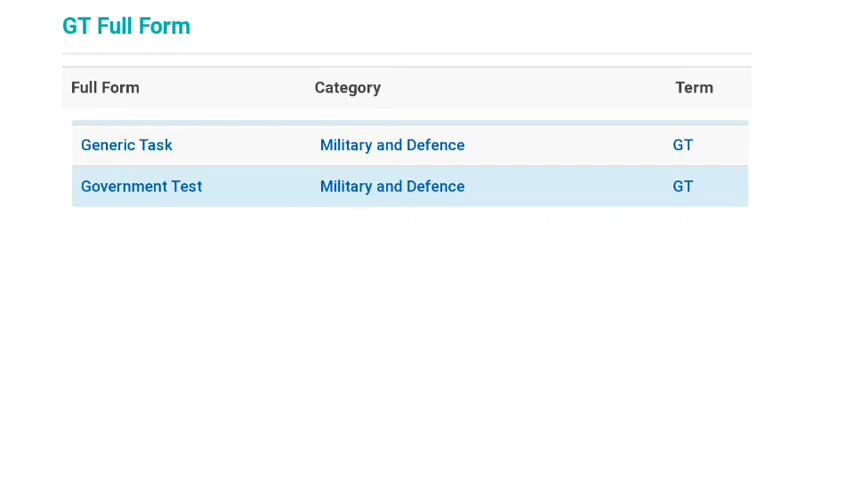 GT Full Form
Full Form Category Term
Generic Task Military and Defence GT
Government Test Military and Defence GT